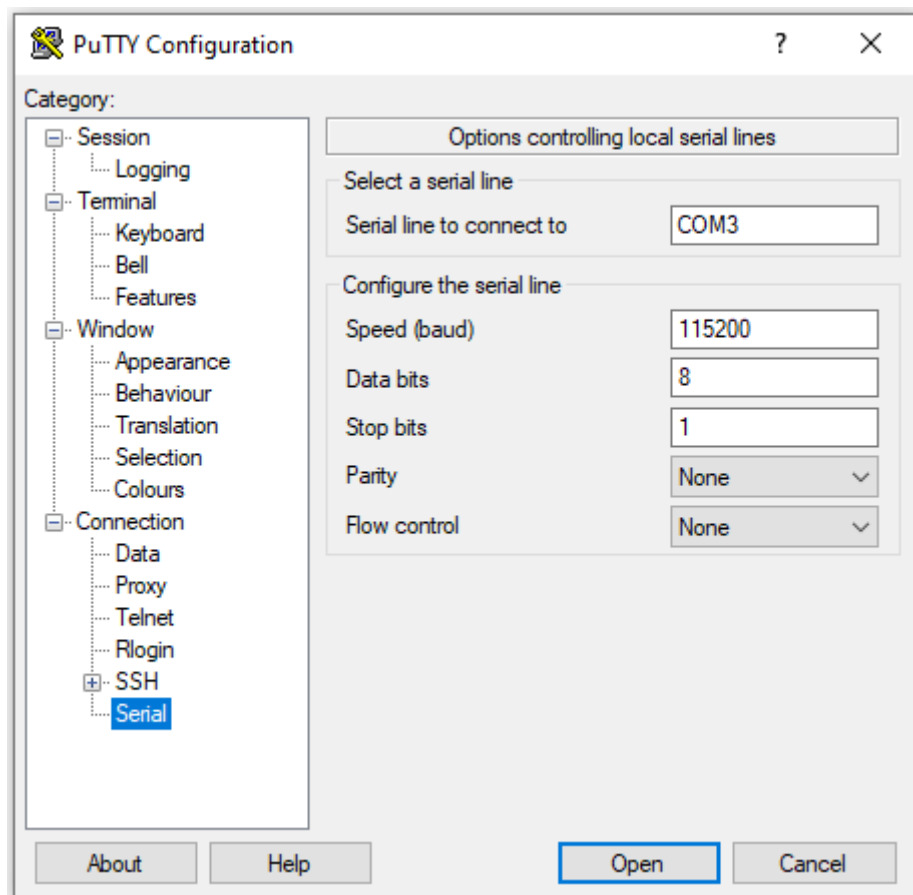 PuTTY Configuration
?
Category:
Session
Logging
Terminal
Keyboard
Bell
Features
Window
Appearance
Behaviour
Translation
Selection
Colours
Connection
Data
Proxy
Telnet
Rlogin
SSH
Serial
Options controlling local serial lines
Select a serial line
Serial line to connect to COM3
Configure the serial line
Speed (baud) 115200
Data bits 8
Stop bits 1
Parity None
Flow control None
About Help Open Cancel